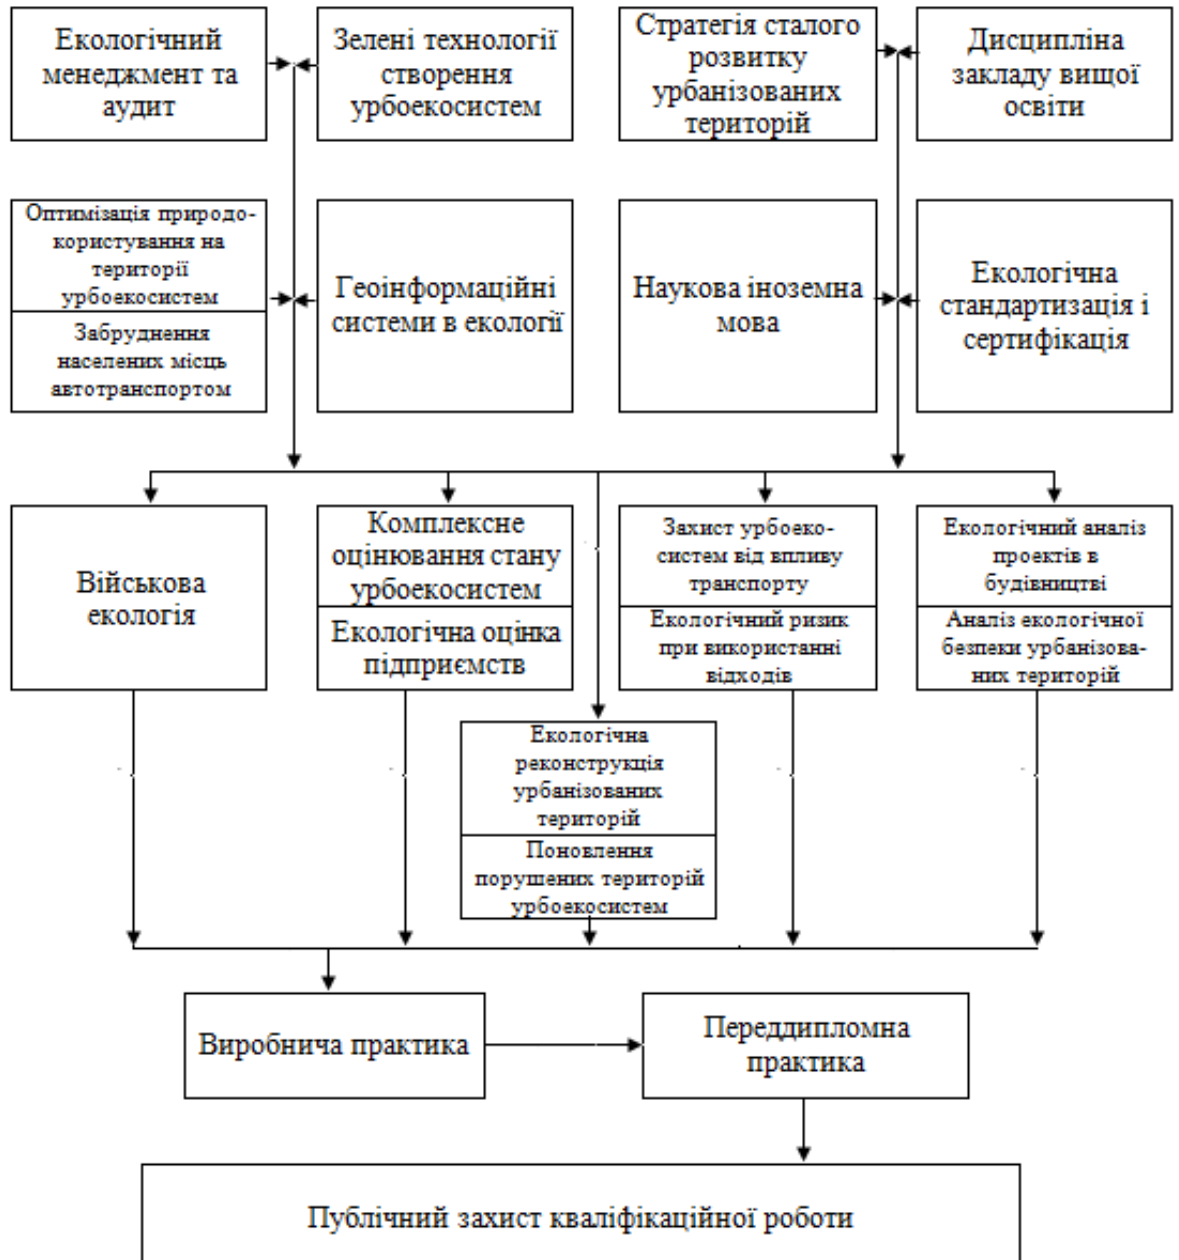 Екологічний
менеджмент та
аудит
Зелені технології
створення
урбоекосистем
Стратегія сталого
розвитку
урбанізованих
територій
Дисципліна
закладу вищої
освіти
Оптимізація природо-
користування на
території
урбоекосистем
Забруднення
населених місць
автотранспортом
Геоінформаційні
системи в екології
Наукова іноземна
мова
Екологічна
стандартизація і
сертифікація
Військова
екологія
Комплексне
оцінювання стану
урбоекосистем
Екологічна оцінка
підприємств
Захист урбоеко-
систем від впливу
транспорту
Екологічний ризик
при використанні
відходів
Екологічний аналіз
проектів в
будівництві
Аналіз екологічної
безпеки урбанізова-
них територій
Екологічна
реконструкція
урбанізованих
територій
Поновлення
порушених територій
урбоекосистем
Виробнича практика
Переддипломна
практика
Публічний захист кваліфікаційної роботи